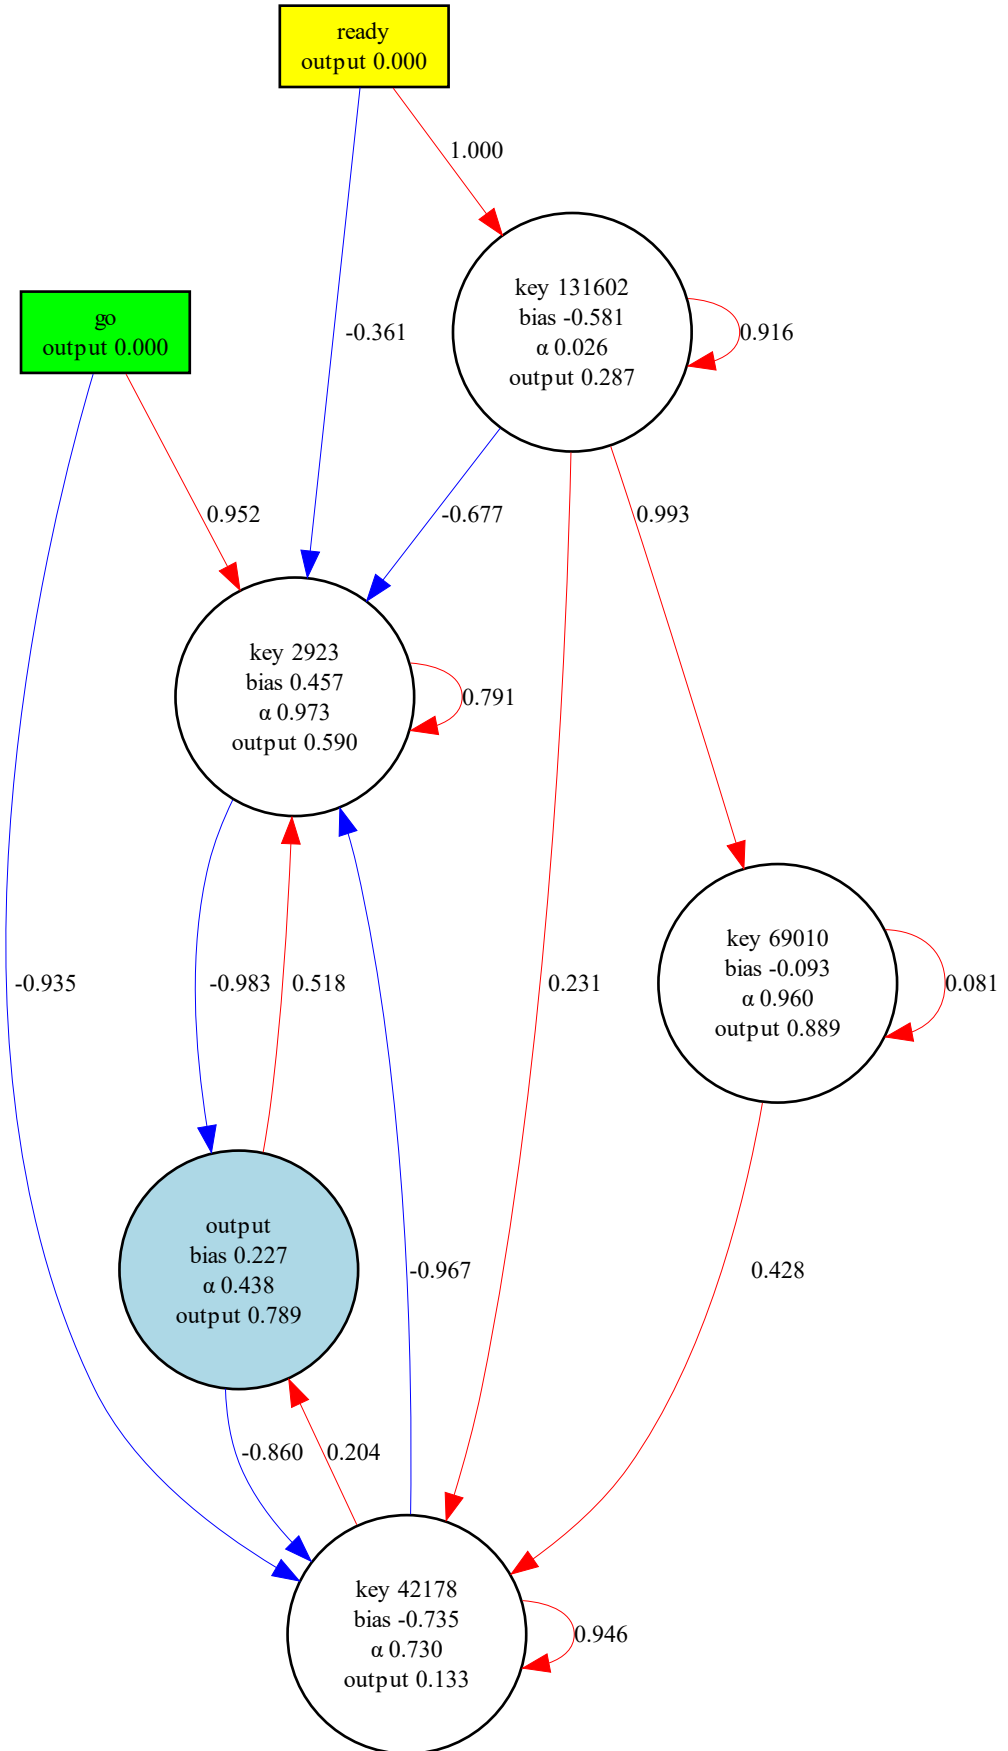 ready
output 0.000
1.000
key 131602
bias -0.581
α 0.026
output 0.287
0.916
go
output 0.000
-0.361
0.952
-0.677
0.993
key 2923
bias 0.457
α 0.973
output 0.590
0.791
key 69010
bias -0.093
α 0.960
output 0.889
0.081
-0.935
-0.983
0.518
0.231
output
bias 0.227
α 0.438
output 0.789
-0.967
0.428
-0.860
0.204
key 42178
bias -0.735
α 0.730
output 0.133
0.946